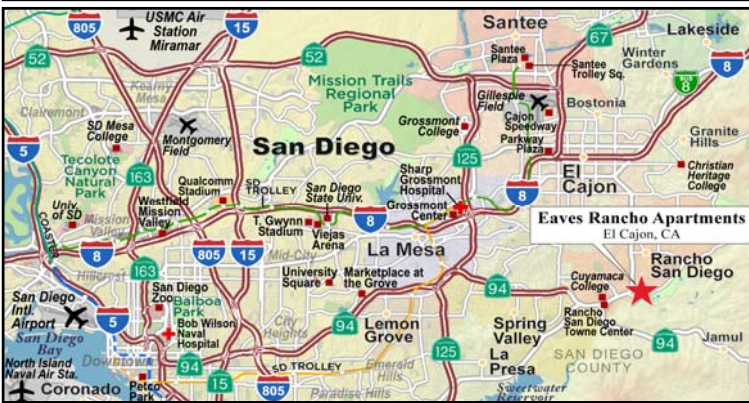 USMC Air
Station
Miramar
805
15
52
52
Santee
Santee
Plaza
Santee
Trolley Sq.
67
Lakeside
Winter
Gardens
8
BUS
8
Kearny
Mesa
Mission Trails
Regional
Park
Gillespie
Field
Cajon
Speedway
Parkway
Plaza
Bostonia
Clairemont
SD Mesa
College
Montgomery
Field
San Diego
Grossmont
College
Granite
Hills
5
Tecolote
Canyon
Natural
Park
163
125
El
Cajon
Christian
Heritage
College
Qualcomm
Stadium
SD
TROLLEY
San Diego
State Univ.
Sharp
Grossmont
Hospital
Grossmont
Center
8
Univ.
of SD
Westfield
Mission
Valley
Mission
Valley
COASTER
T. Gwynn
Stadium
Viejas
Arena
8
Eaves Rancho Apartments
El Cajon, CA
8
805
15
Mid-City
La Mesa
Rancho
San Diego
Hillcrest
163
San Diego
Zoo
University
Square
Marketplace at
the Grove
94
Cuyamaca
College
San Diego
Intl.
Airport
5
Balboa
Park
Bob Wilson
Naval
Hospital
City
Heights
94
Lemon
Grove
Spring
Valley
Rancho
San Diego
Towne Center
San Diego
Bay
Downtown
94
SD TROLLEY
125
La
Presa
SAN DIEGO
COUNTY
94
Jamul
North Island
Naval Air Sta.
Coronado
Petco
Park
15
805
Emerald
Hills
Paradise Hills
Sweetwater
Reservoir